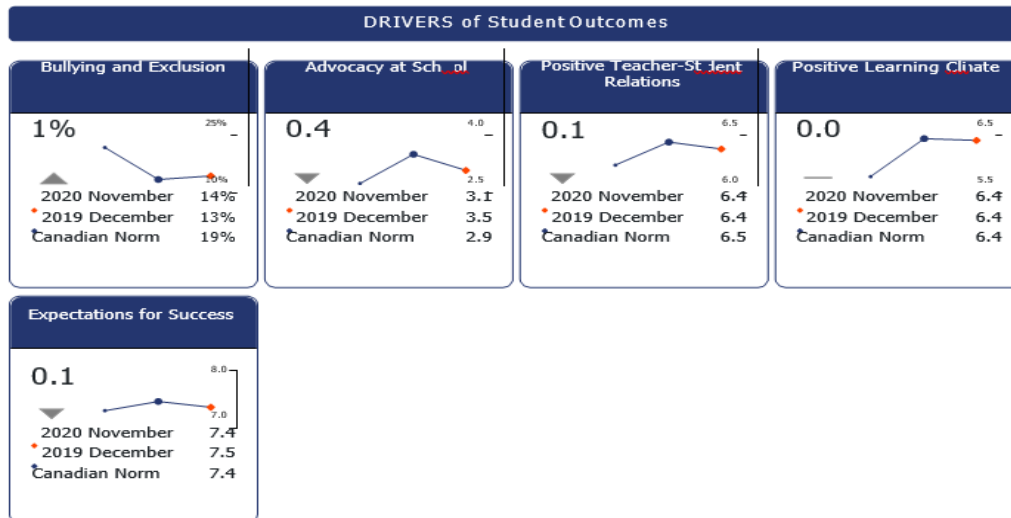 DRIVERS of Student Outcomes
Bullying and Exclusion
1%
25%
10%
2020 November 14%
2019 December 13%
Canadian Norm 19%
Advocacy at School
0.4
4.0
2.5
2020 November 3.1
2019 December 3.5
Canadian Norm 2.9
Positive Teacher-Student
Relations
0.1
6.5
6.0
2020 November 6.4
2019 December 6.4
Canadian Norm 6.5
Positive Learning Climate
0.0
6.5
5.5
2020 November 6.4
2019 December 6.4
Canadian Norm 6.4
Expectations for Success
0.1
8.0
7.0
2020 November 7.4
2019 December 7.5
Canadian Norm 7.4